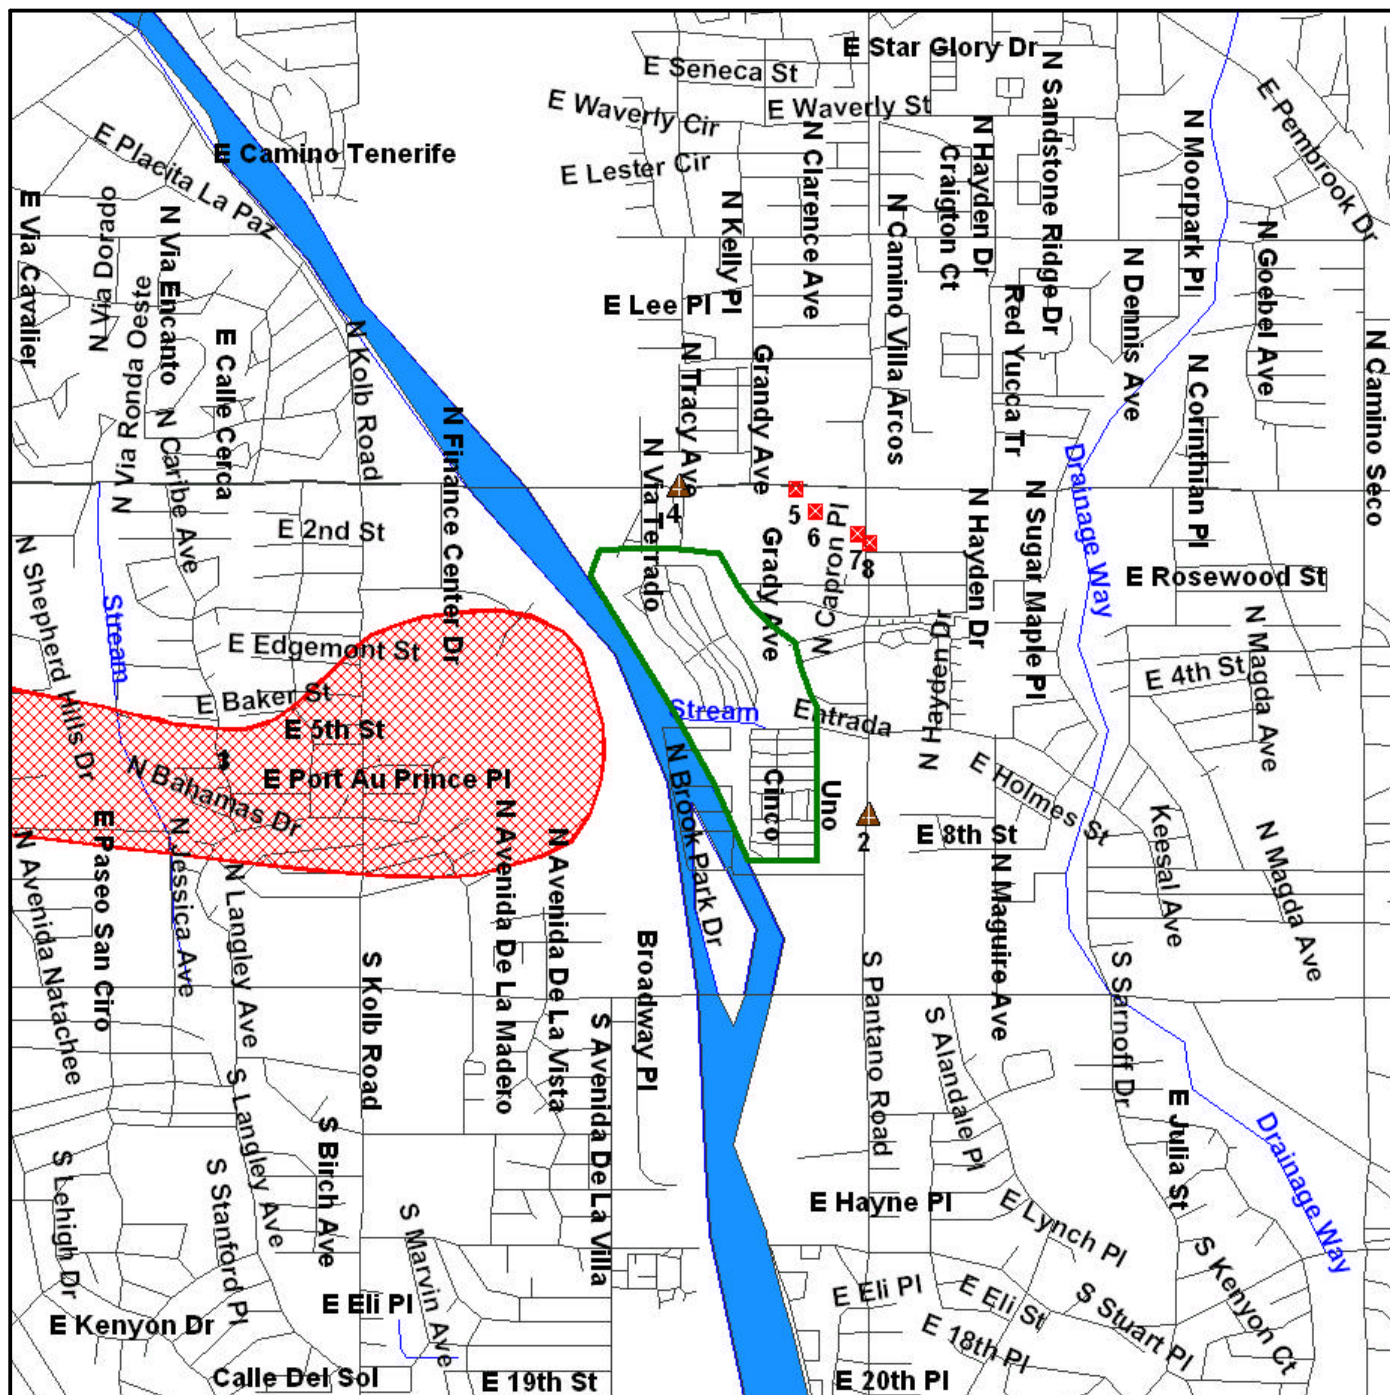 E Star Glory Dr
E Seneca St
E Waverly Cir
E Waverly St
N Sandstone Ridge Dr
E Pembrook Dr
E Placita La Paz
E Camino Tenerife
E Lester Cir
N Clarence Ave
N Hayden Dr
Craigton Ct
N Moorpark Pl
E Via Cavalier
N Via Dorado
N Via Encanto
N Via Ronda Oeste
N Kelly Pl
N Camino Villa Arcos
N Goebel Ave
N Dennis Ave
E Lee Pl
Red Yucca Tr
E Calle Cerca
N Kolb Road
N Tracy Ave
Grandy Ave
N Corinthian Pl
N Camino Seco
N Caribe Ave
N Finance Center Dr
N Via Terrado
Drainage Way
4
5
6
7
8
N Capron Pl
N Hayden Dr
N Sugar Maple Pl
E 2nd St
N Shepherd Hills Dr
Stream
Grady Ave
E Rosewood St
E Edgemont St
N Hayden Dr
N Magda Ave
E 4th St
E Baker St
E 5th St
Stream
Entrada
E Port Au Prince Pl
N Bahamas Dr
N Brook Park Dr
Cinco
Uno
2
E Holmes St
E 8th St
Keesal Ave
N Magda Ave
N Avenida Natachee
E Paseo San Ciro
N Jessica Ave
N Langley Ave
N Avenida De La Madero
N Avenida De La Vista
N Maguire Ave
S Kolb Road
Broadway Pl
S Pantano Road
S Alandale Pl
S Sarnoff Dr
S Avenida De La Villa
S Langley Ave
S Birch Ave
E Julia St
Drainage Way
S Lehigh Dr
S Stanford Pl
S Marvin Ave
E Hayne Pl
E Lynch Pl
S Kenyon Ct
E Kenyon Dr
E Eli Pl
E Eli Pl
E Eli St
S Stuart Pl
E 18th Pl
Calle Del Sol
E 19th St
E 20th Pl